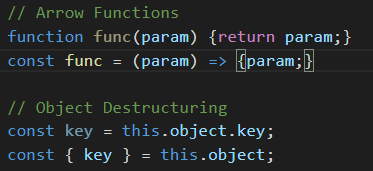 // Arrow Functions
function func(param) {return param;}
const func = (param) => {param;}
// Object Destructuring
const key = this.object.key;
const { key } = this.object;